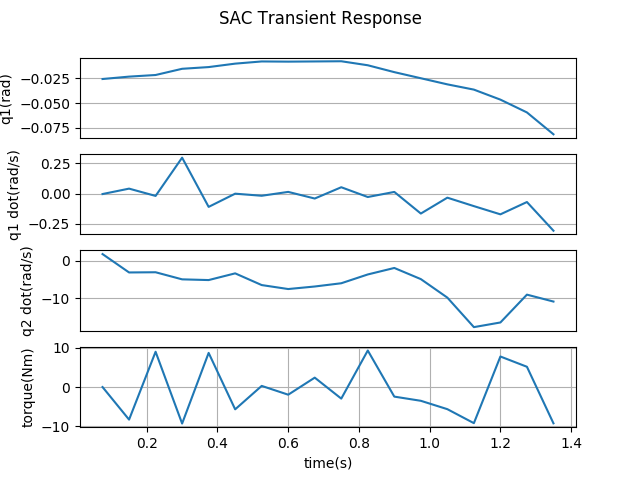 SAC Transient Response
q1(rad)
−0.025
−0.050
−0.075
q1 dot(rad/s)
0.25
0.00
−0.25
q2 dot(rad/s)
0
−10
torque(Nm)
10
0
−10
0.2 0.4 0.6 0.8 1.0 1.2 1.4
time(s)